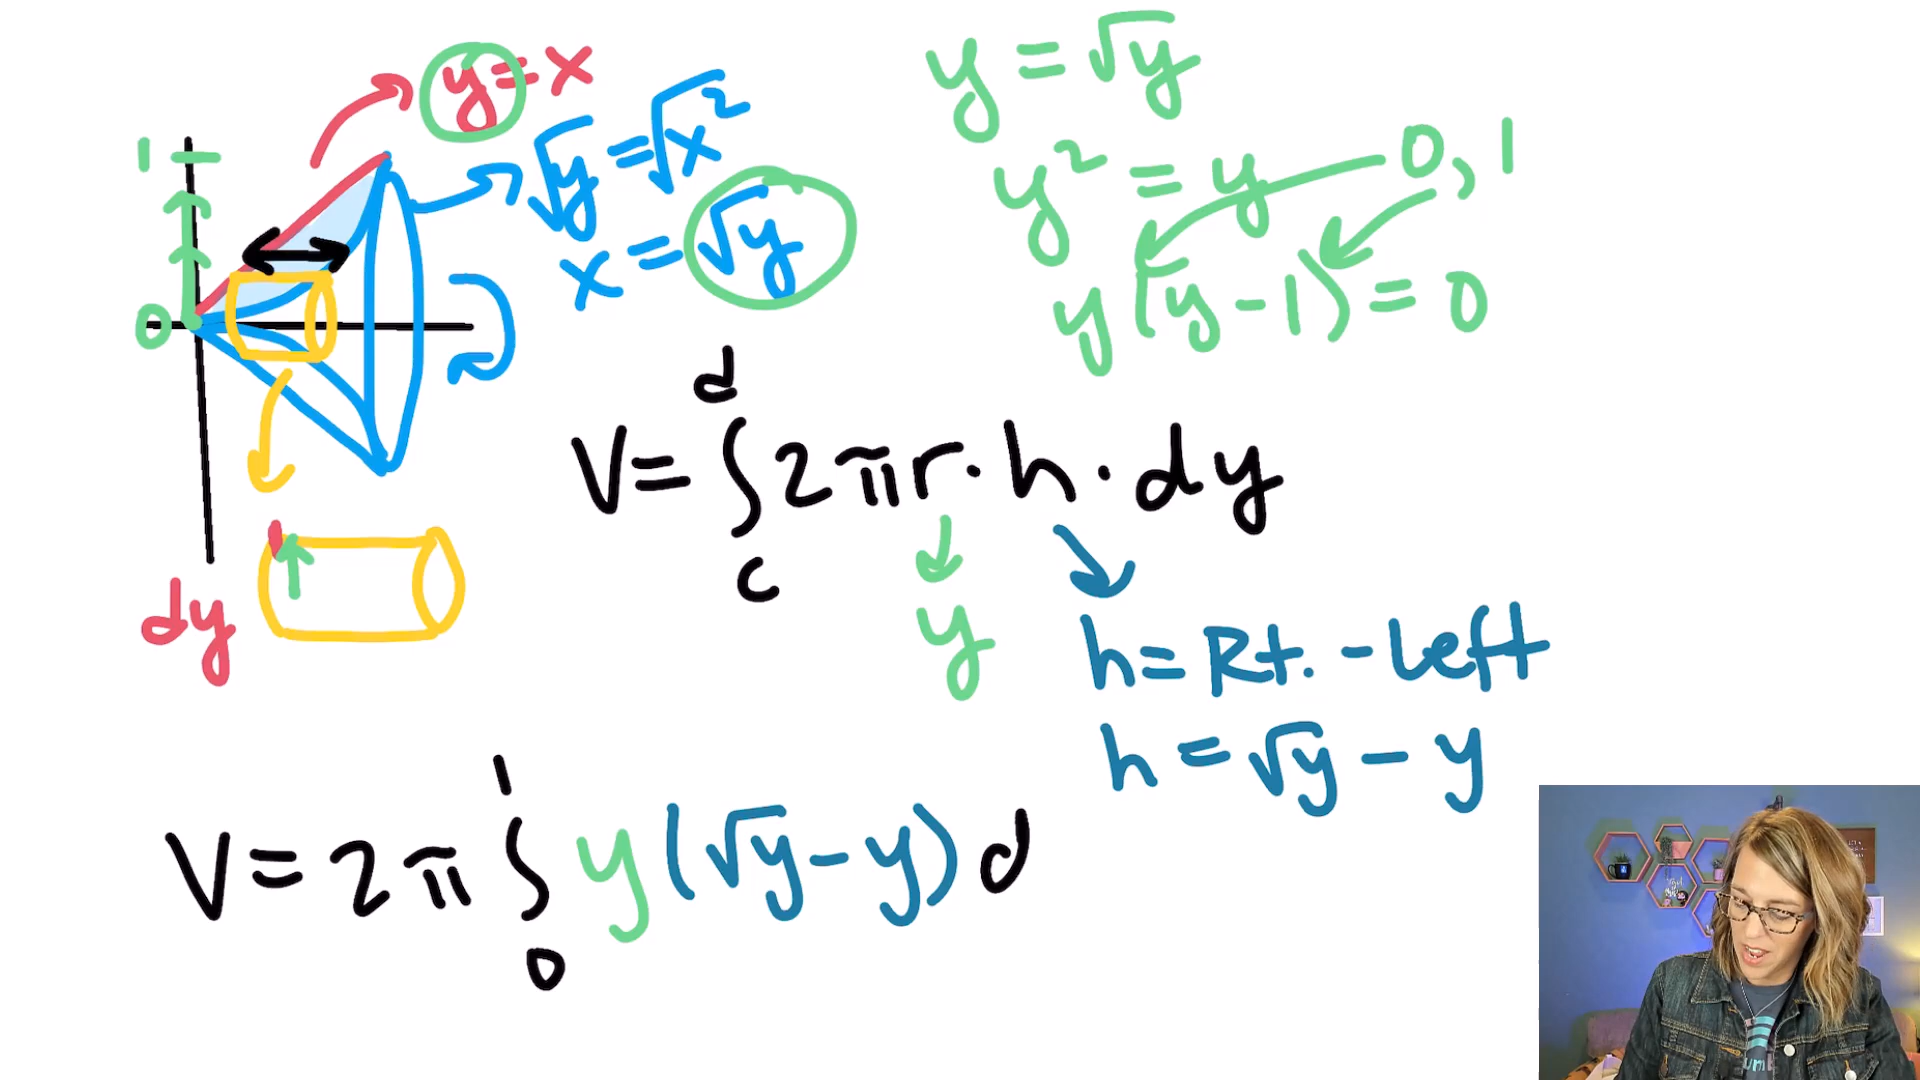 y = x
√y = √x²
x = √y
1
0
dy
y = √y
y² = y
0, 1
y(y - 1) = 0
d
V = ∫ 2πr · h · dy
c
y
h = Rt. - Left
h = √y - y
1
V = 2π ∫ y(√y - y) d
0